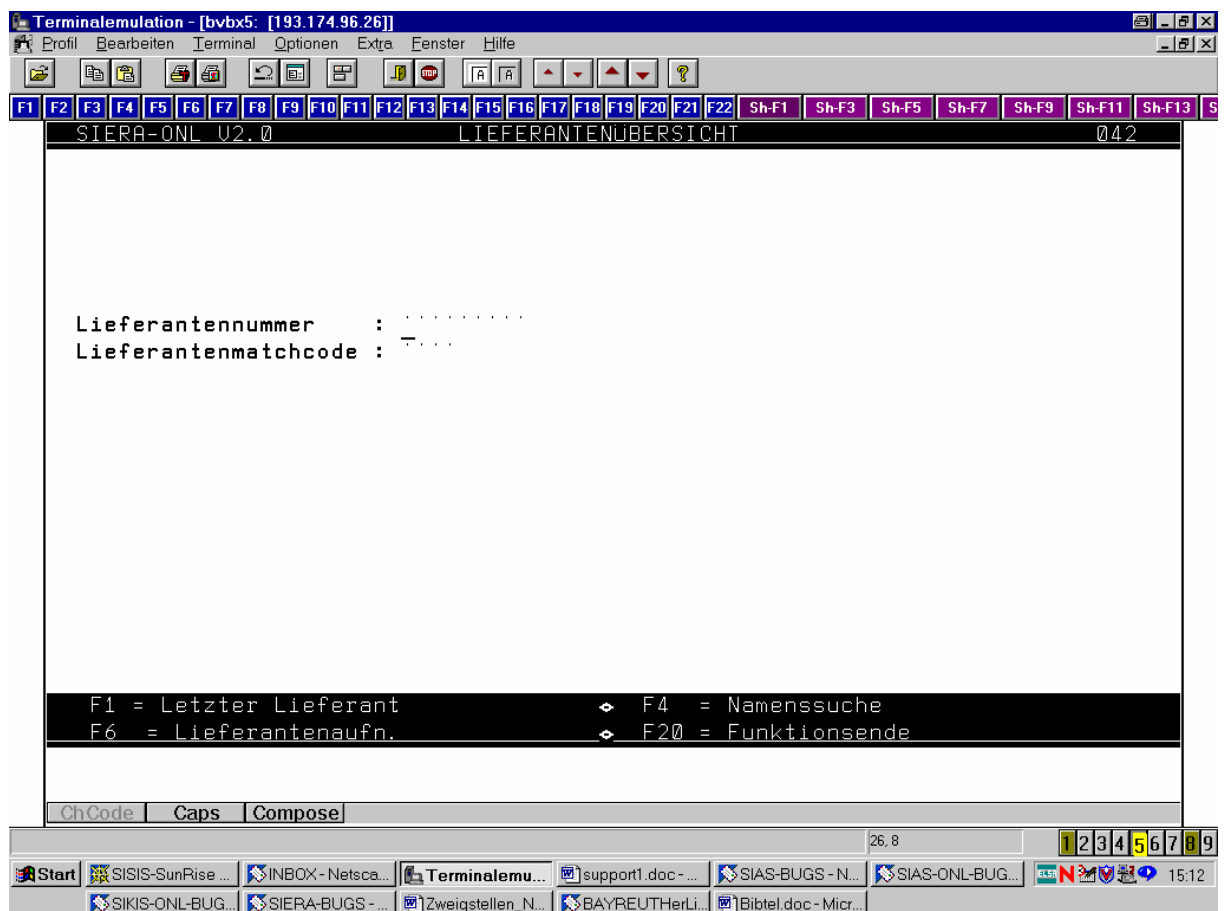 Terminalemulation - [bvbx5: [193.174.96.26]]
Profil Bearbeiten Terminal Optionen Extra Fenster Hilfe
STOP A A ?
F1 F2 F3 F4 F5 F6 F7 F8 F9 F10 F11 F12 F13 F14 F15 F16 F17 F18 F19 F20 F21 F22 Sh-F1 Sh-F3 Sh-F5 Sh-F7 Sh-F9 Sh-F11 Sh-F13 S
SIERA-ONL V2.0 LIEFERANTENÜBERSICHT 042
Lieferantennummer : .........
Lieferantenmatchcode : ....
F1 = Letzter Lieferant F4 = Namenssuche
F6 = Lieferantenaufn. F20 = Funktionsende
ChCode Caps Compose
26, 8 1 2 3 4 5 6 7 8 9
Start SISIS-SunRise ... INBOX - Netsca... Terminalemu... support1.doc - ... SIAS-BUGS - N... SIAS-ONL-BUG... N 15:12
SIKIS-ONL-BUG... SIERA-BUGS - ... Zweigstellen_N... BAYREUTHerLi... Bibtel.doc - Micr...